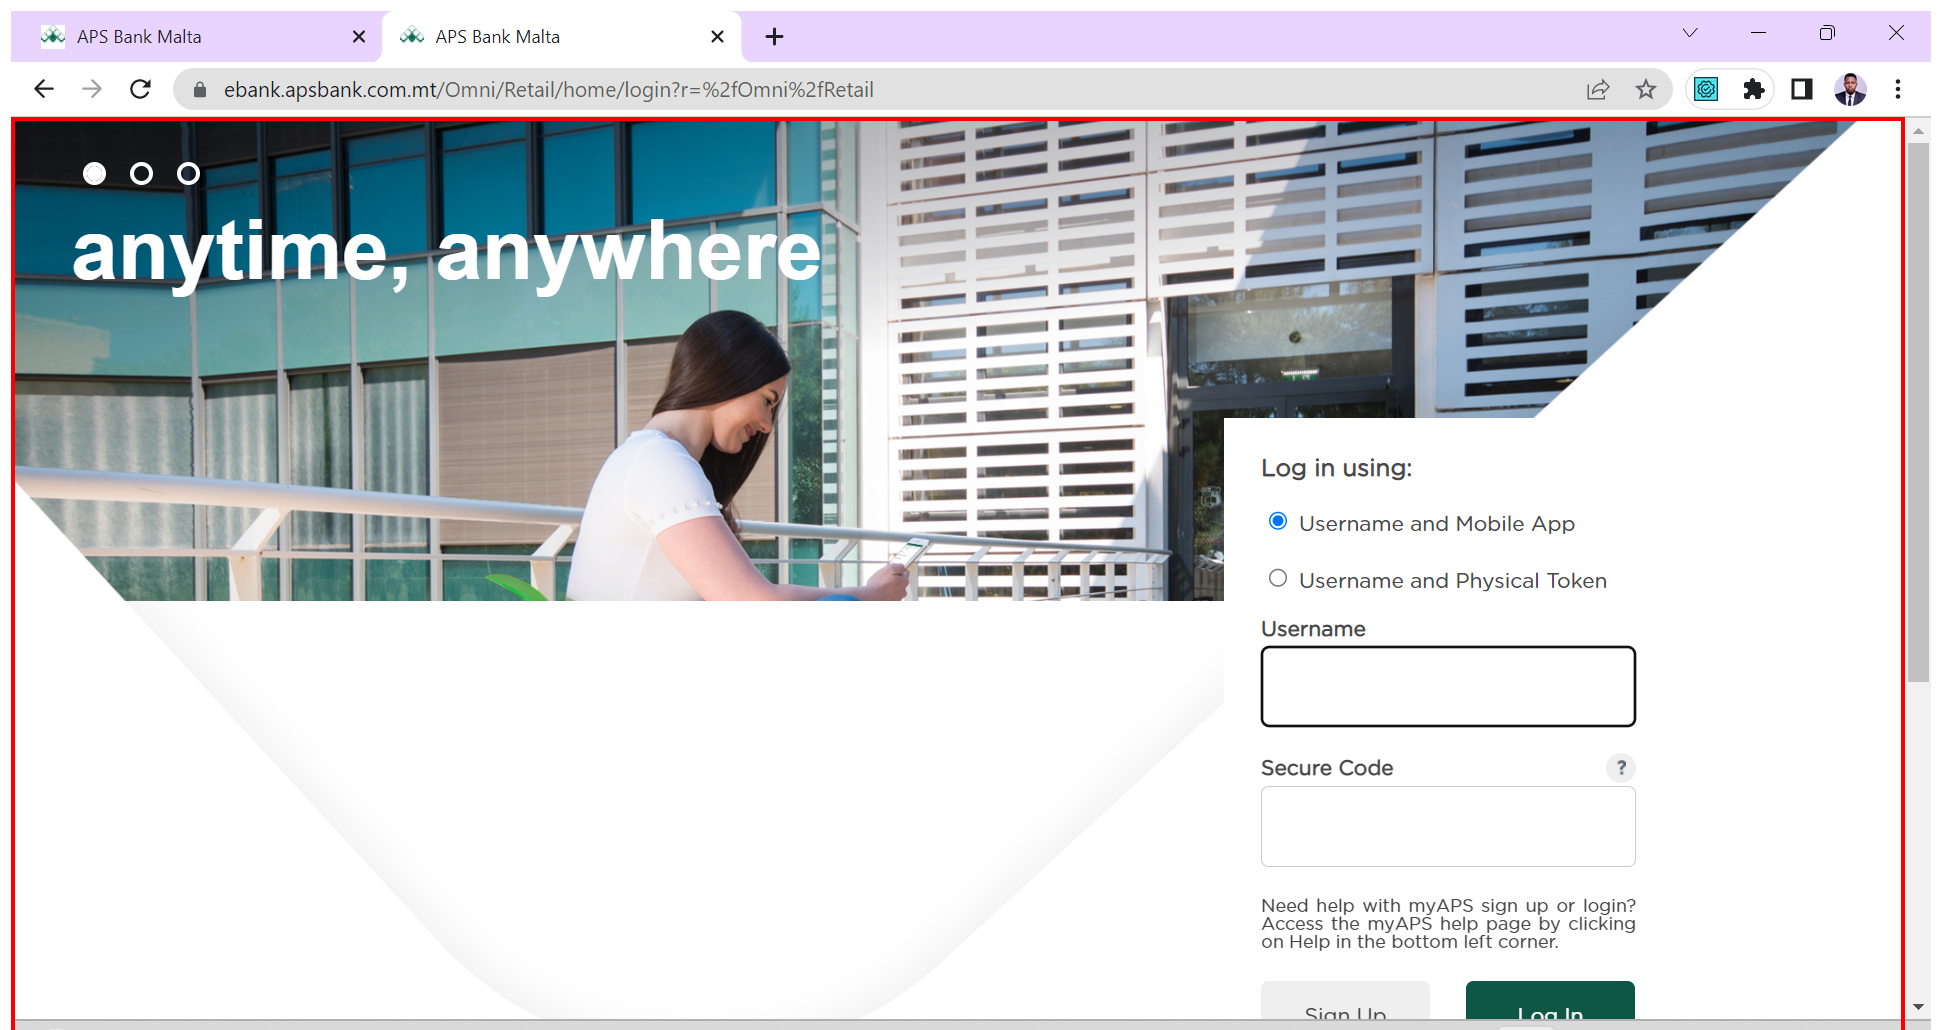 APS Bank Malta
APS Bank Malta
ebank.apsbank.com.mt/Omni/Retail/home/login?r=%2fOmni%2fRetail
anytime, anywhere
Log in using:
Username and Mobile App
Username and Physical Token
Username
Secure Code
?
Need help with myAPS sign up or login?
Access the myAPS help page by clicking
on Help in the bottom left corner.
Sign Up
Log In